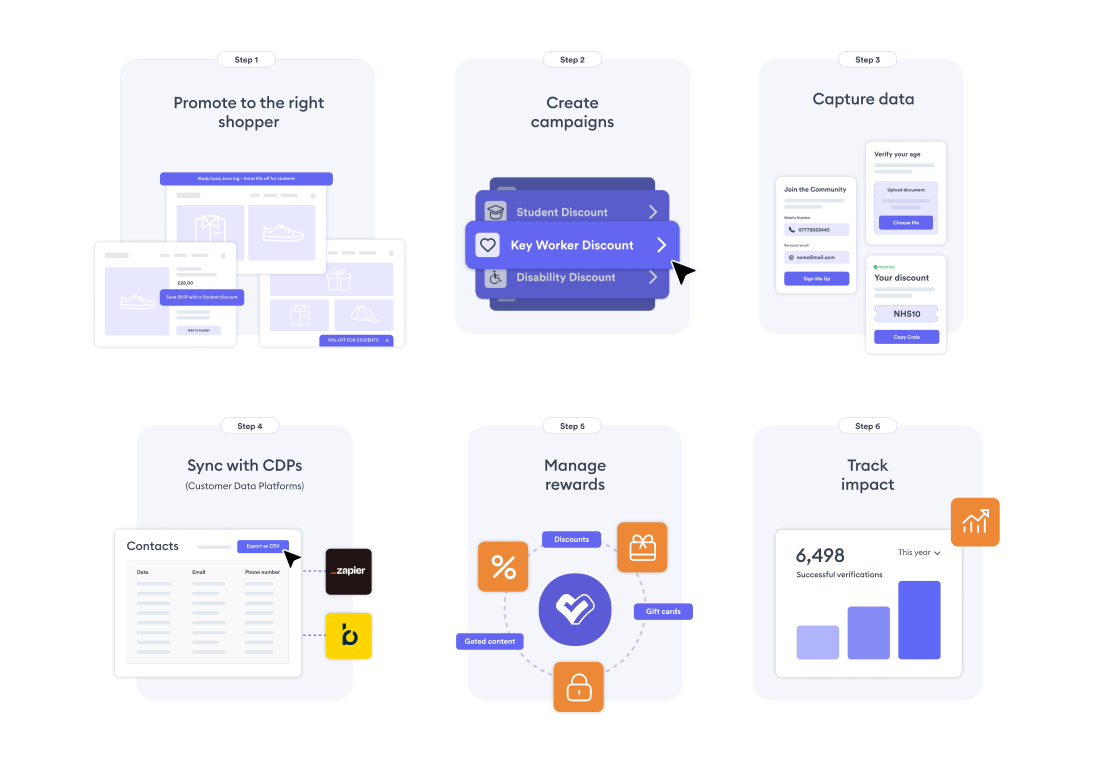 Step 1
Promote to the right
shopper
Study hard, save big – Extra 15% off for students
£25.00
Save £9.99 with a Student discount
Add to basket
10% OFF FOR STUDENTS
Step 2
Create
campaigns
Student Discount
Key Worker Discount
Disability Discount
Step 3
Capture data
Join the Community
Mobile Number
07772083443
Personal email
name@mail.com
Sign Me Up
Verify your age
Upload document
Choose file
VERIFIED
Your discount
NHS10
Copy Code
Step 4
Sync with CDPs
(Customer Data Platforms)
Contacts
Export as CSV
Date Email Phone number
_zapier
b
Step 5
Manage
rewards
Discounts
%
Gift cards
Gated content
Step 6
Track
impact
6,498
This year
Successful verifications